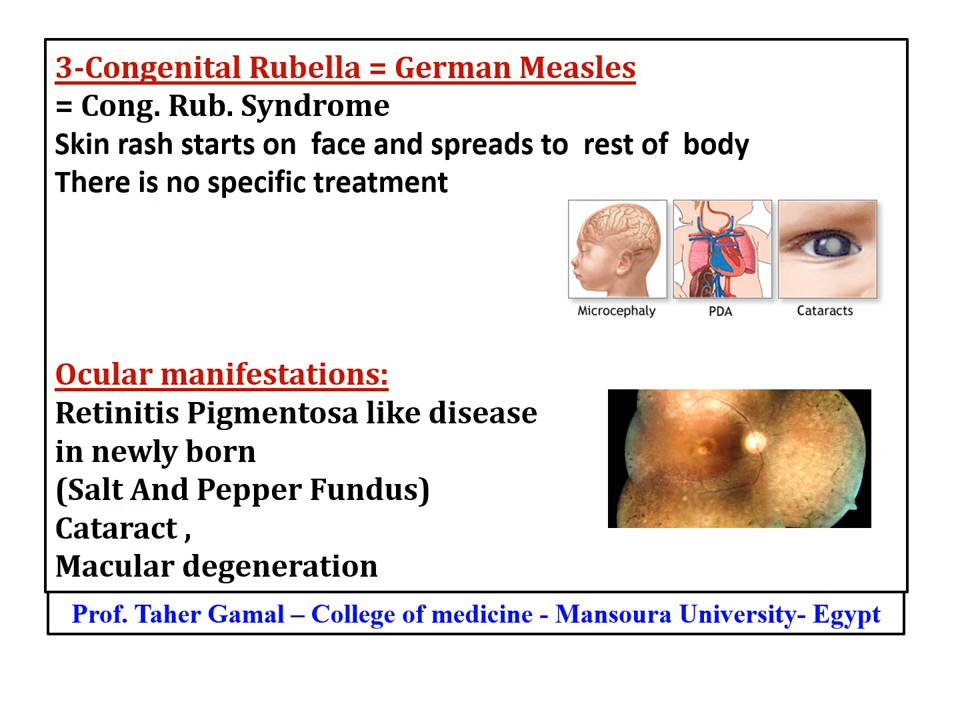 3-Congenital Rubella = German Measles
= Cong. Rub. Syndrome
Skin rash starts on face and spreads to rest of body
There is no specific treatment
Microcephaly
PDA
Cataracts
Ocular manifestations:
Retinitis Pigmentosa like disease
in newly born
(Salt And Pepper Fundus)
Cataract ,
Macular degeneration
Prof. Taher Gamal – College of medicine - Mansoura University- Egypt